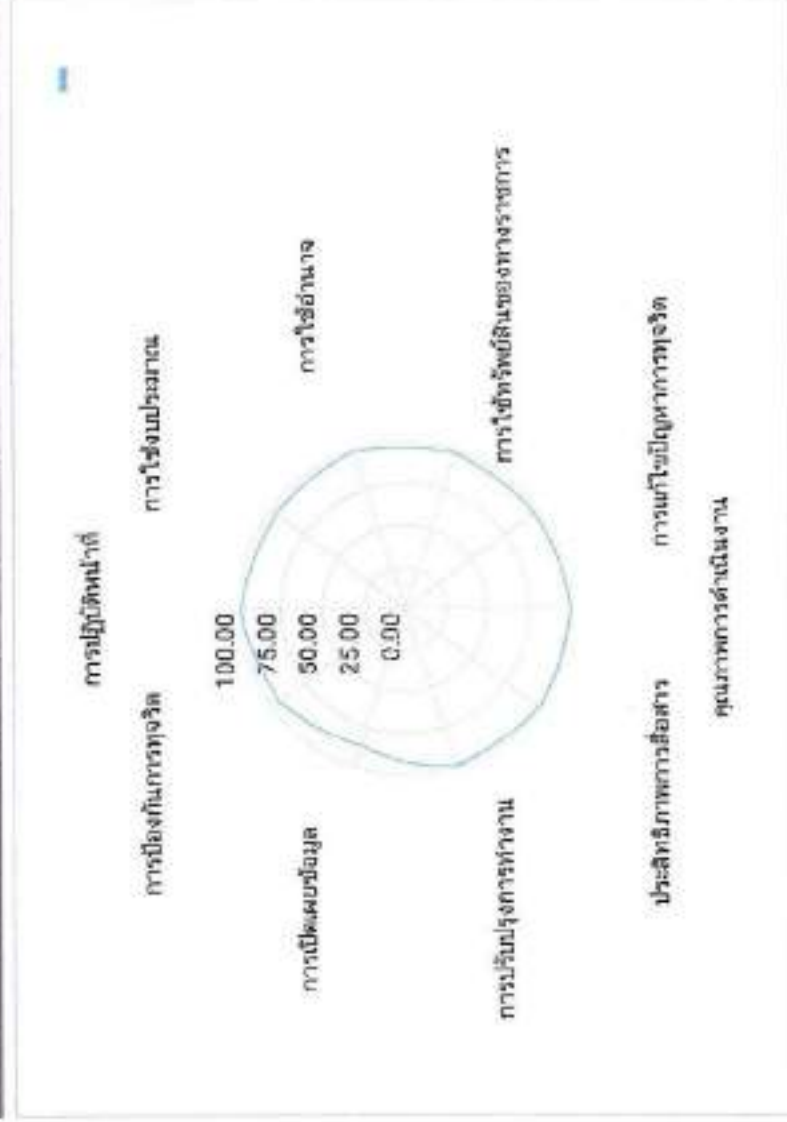 การปฏิบัติหน้าที่
การป้องกันการทุจริต
การใช้งบประมาณ
การเปิดเผยข้อมูล
การใช้อำนาจ
100.00
75.00
50.00
25.00
0.00
การปรับปรุงการทำงาน
การใช้ทรัพย์สินของทางราชการ
ประสิทธิภาพการสื่อสาร
การแก้ไขปัญหาการทุจริต
คุณภาพการดำเนินงาน